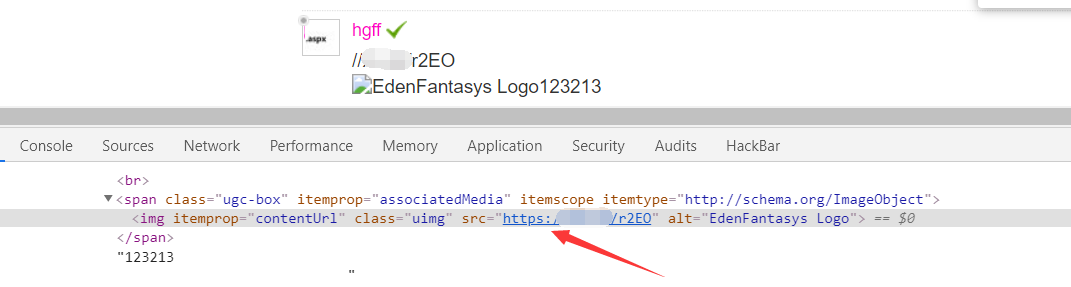 .aspx
hgff
//r2EO
EdenFantasys Logo123213
Console Sources Network Performance Memory Application Security Audits HackBar
<br>
<span class="ugc-box" itemprop="associatedMedia" itemscope itemtype="http://schema.org/ImageObject">
<img itemprop="contentUrl" class="uimg" src="https:/ /r2EO" alt="EdenFantasys Logo"> == $0
</span>
"123213
"